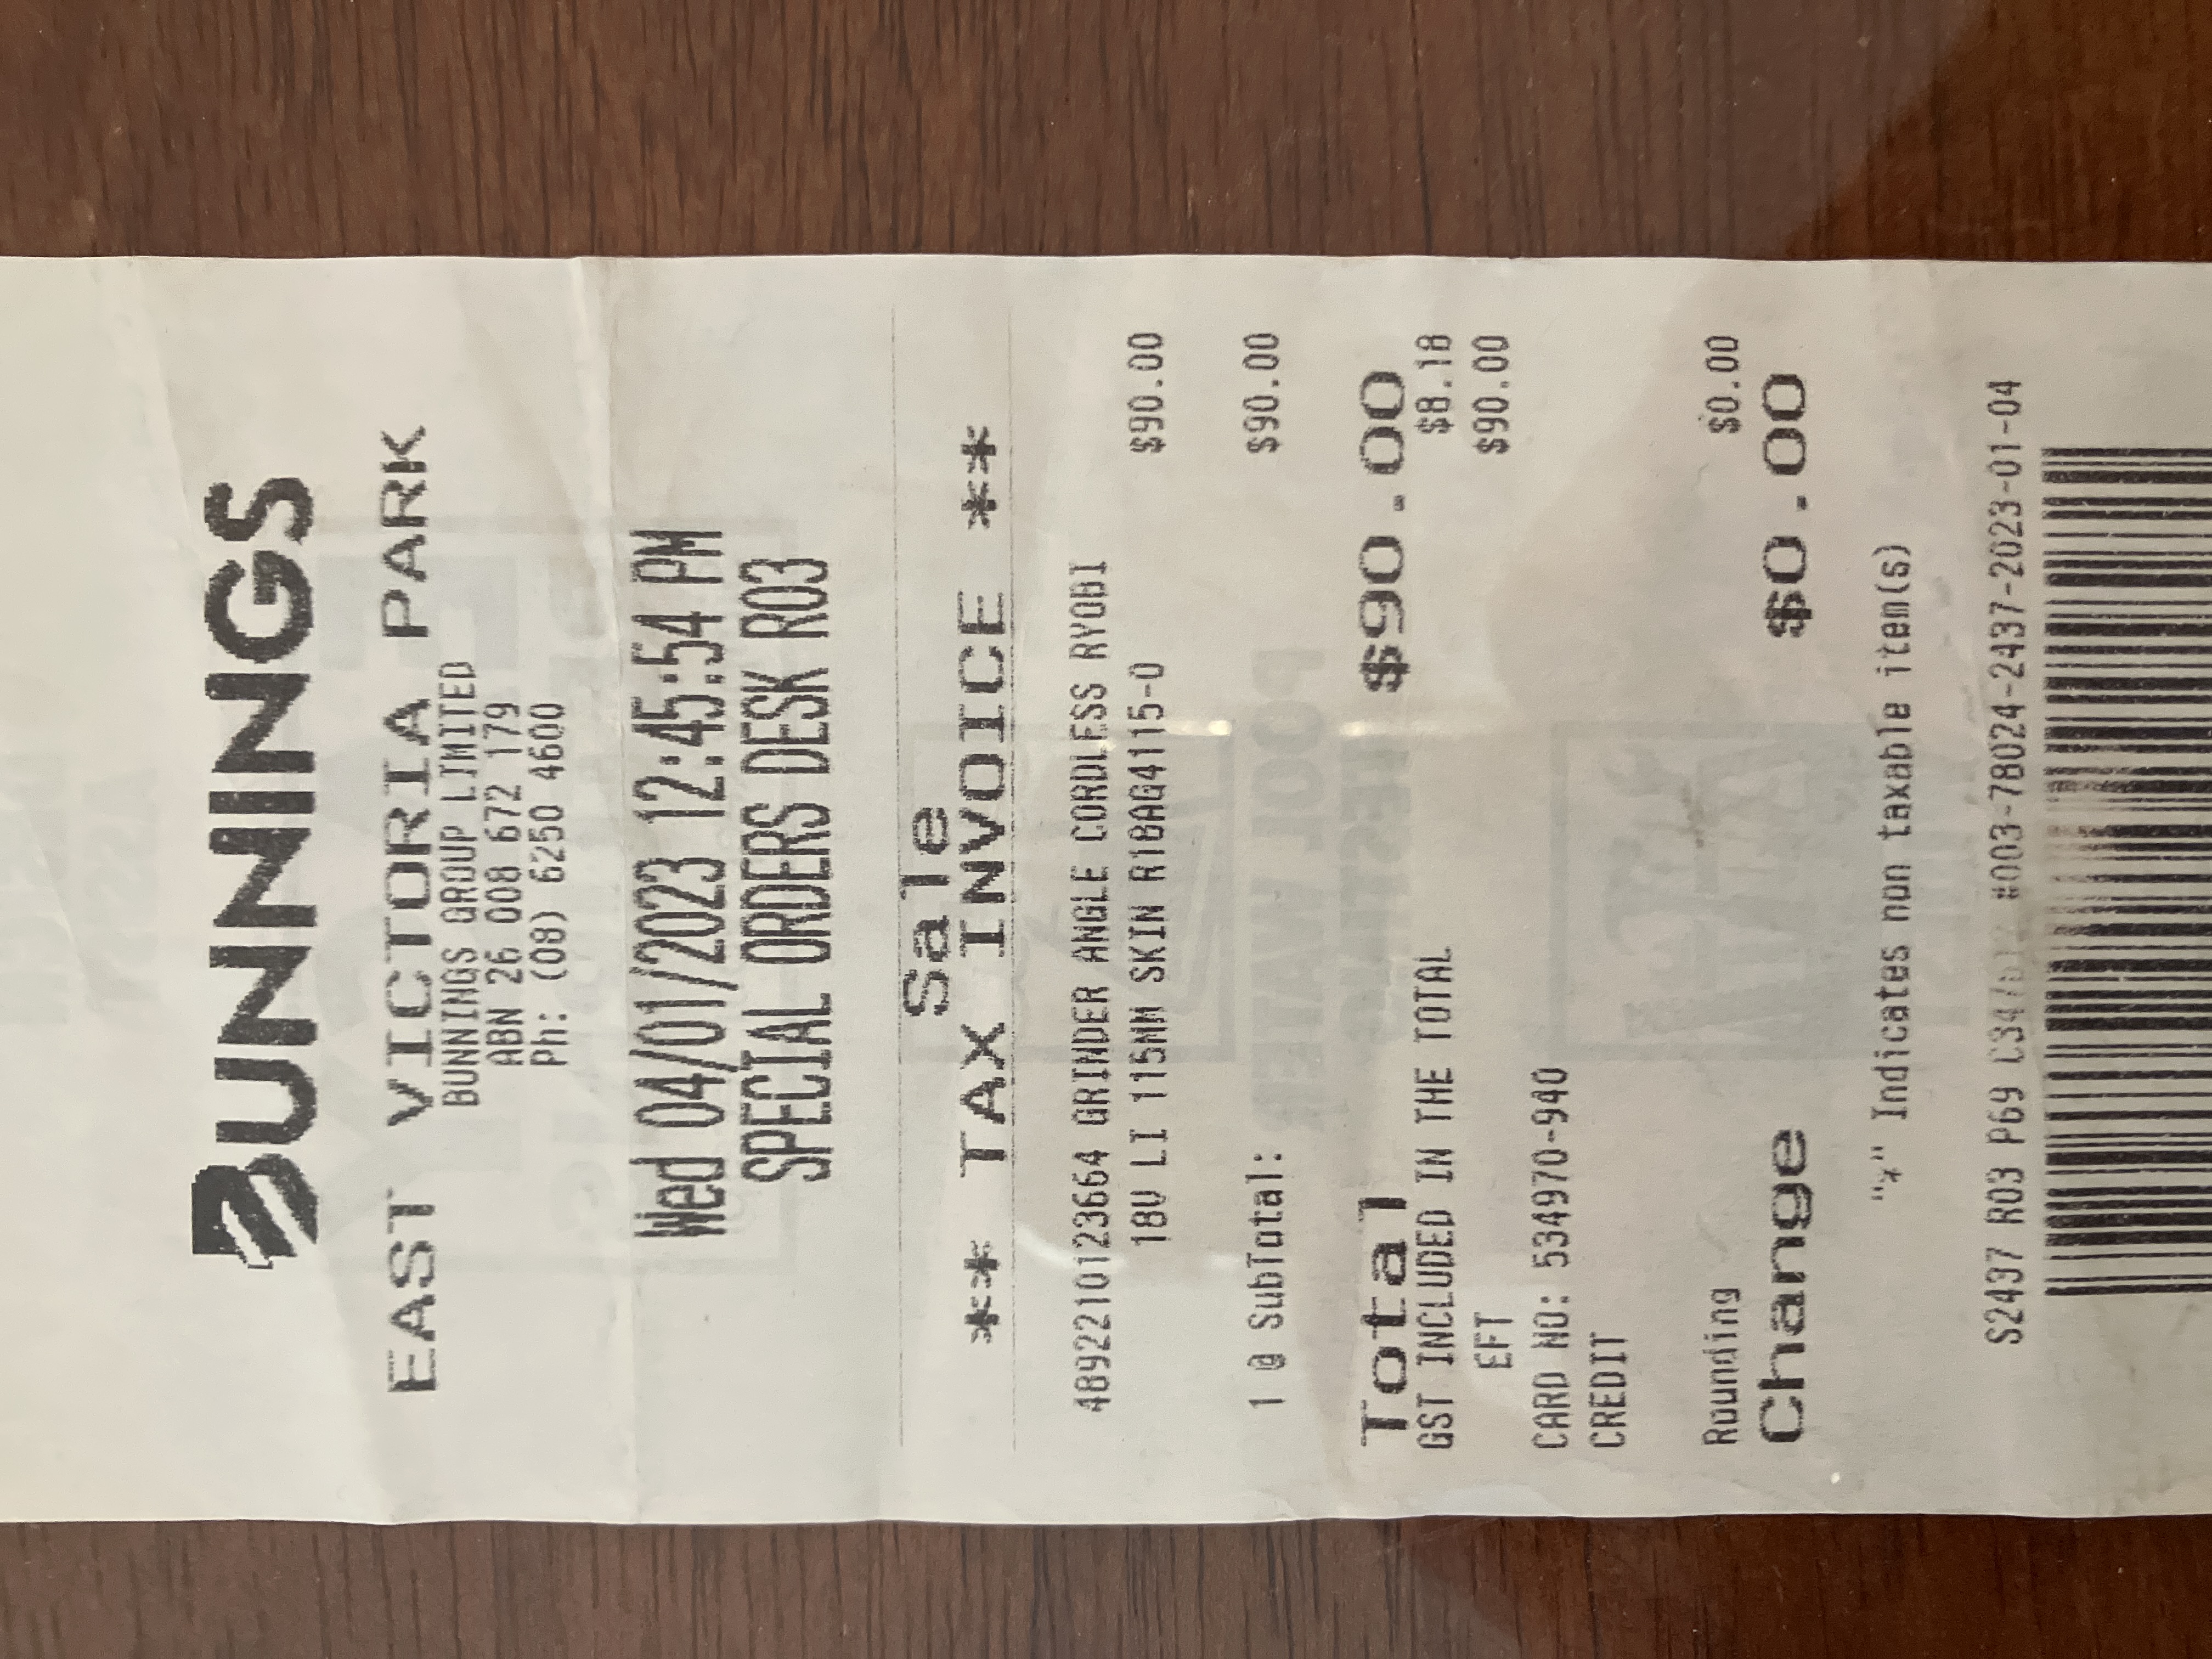 BUNNINGS
EAST VICTORIA PARK
BUNNINGS GROUP LIMITED
ABN 26 008 672 179
Ph: (08) 6250 4600
Wed 04/01/2023 12:45:54 PM
SPECIAL ORDERS DESK R03
Sale
** TAX INVOICE **
4892210123664 GRINDER ANGLE CORDLESS RYOBI
18V LI 115MM SKIN R18AG4115-0 $90.00
1 @ SubTotal: $90.00
Total $90.00
GST INCLUDED IN THE TOTAL $8.18
EFT $90.00
CARD NO: 534970-940
CREDIT
Rounding $0.00
Change $0.00
"*" Indicates non taxable item(s)
S2437 R03 P69 #003-78024-2437-2023-01-04